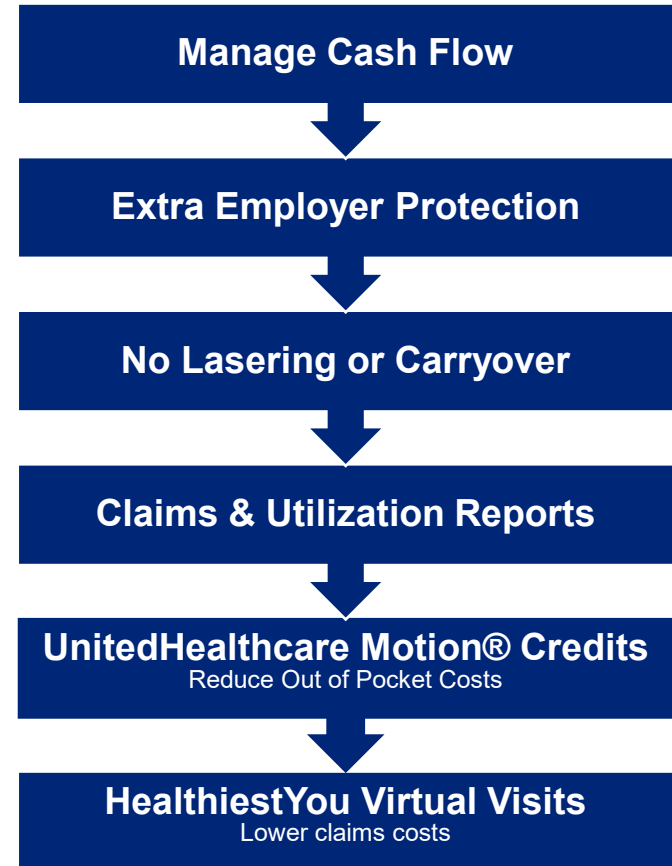 Manage Cash Flow
Extra Employer Protection
No Lasering or Carryover
Claims & Utilization Reports
UnitedHealthcare Motion® Credits
Reduce Out of Pocket Costs
HealthiestYou Virtual Visits
Lower claims costs